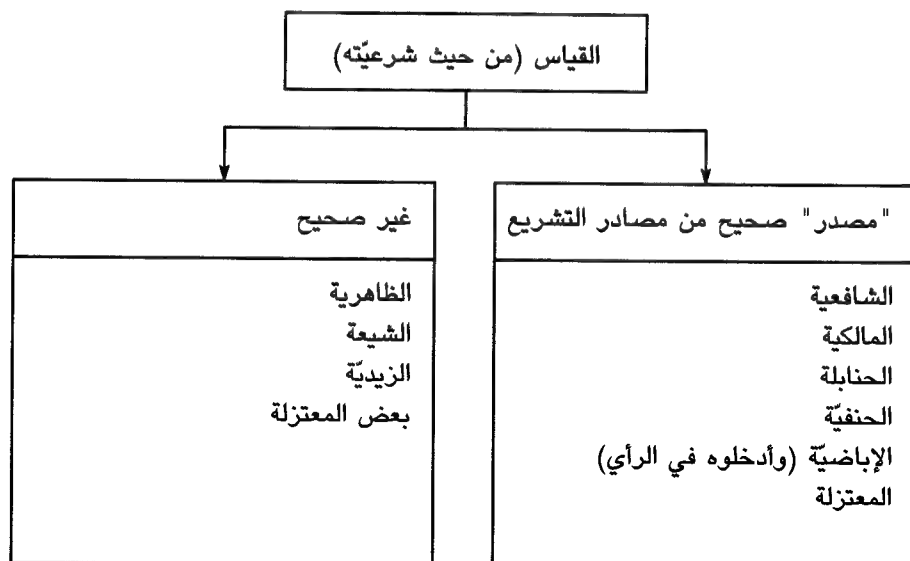 القياس (من حيث شرعيّته)
"مصدر" صحيح من مصادر التشريع
الشافعية
المالكية
الحنابلة
الحنفيّة
الإباضيّة (وأدخلوه في الرأي)
المعتزلة
غير صحيح
الظاهرية
الشيعة
الزيديّة
بعض المعتزلة